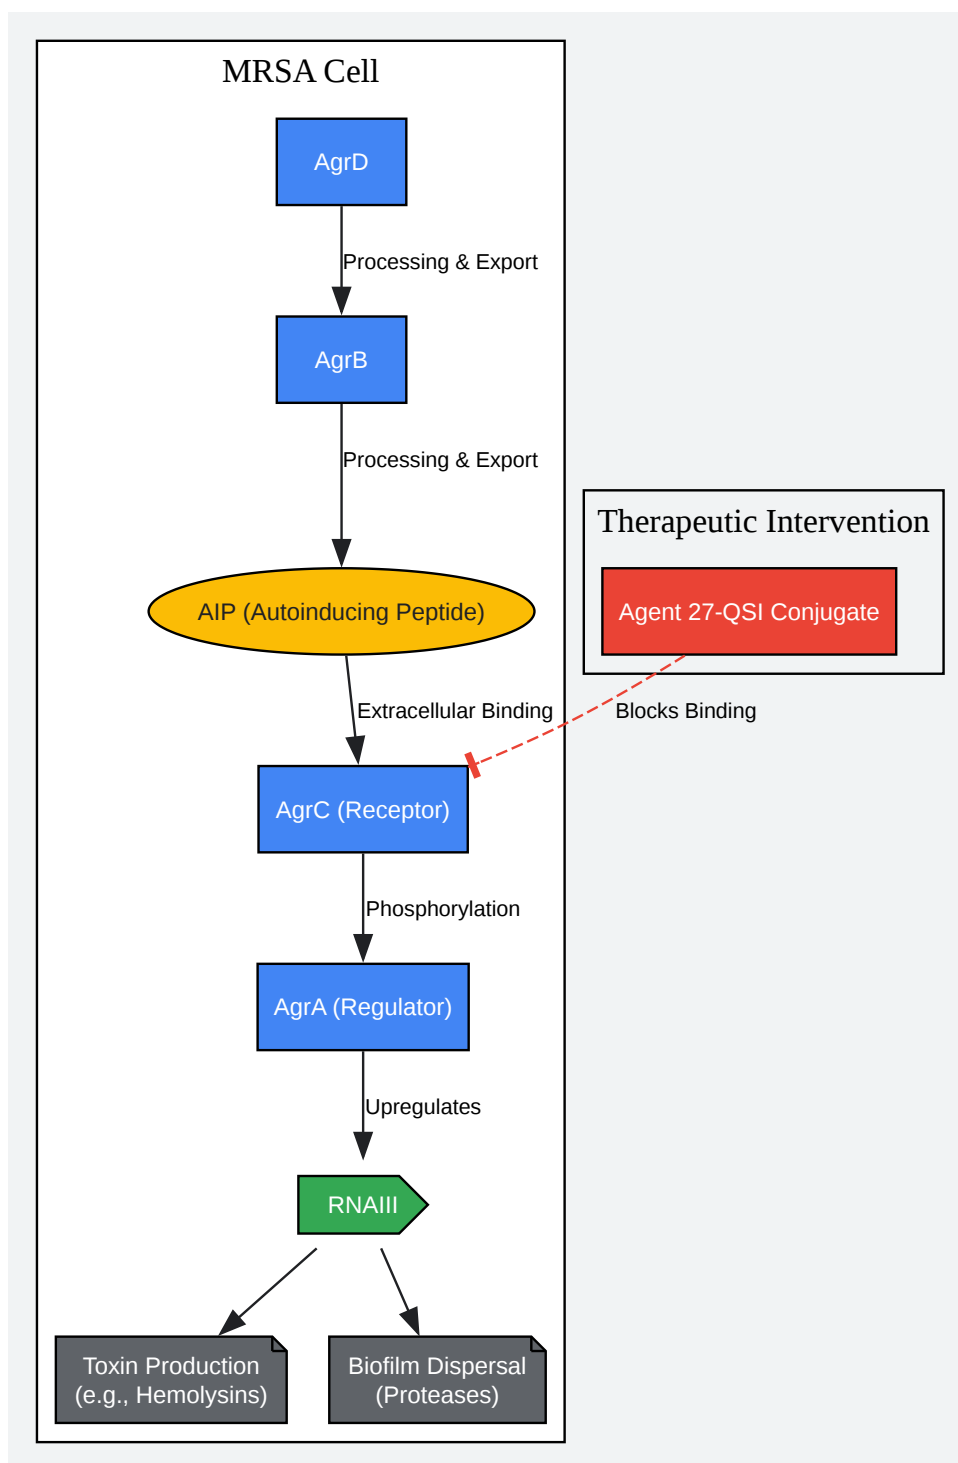 MRSA Cell
AgrD
Processing & Export
AgrB
Processing & Export
Therapeutic Intervention
AIP (Autoinducing Peptide)
Agent 27-QSI Conjugate
Extracellular Binding
Blocks Binding
AgrC (Receptor)
Phosphorylation
AgrA (Regulator)
Upregulates
RNAIII
Toxin Production
(e.g., Hemolysins)
Biofilm Dispersal
(Proteases)